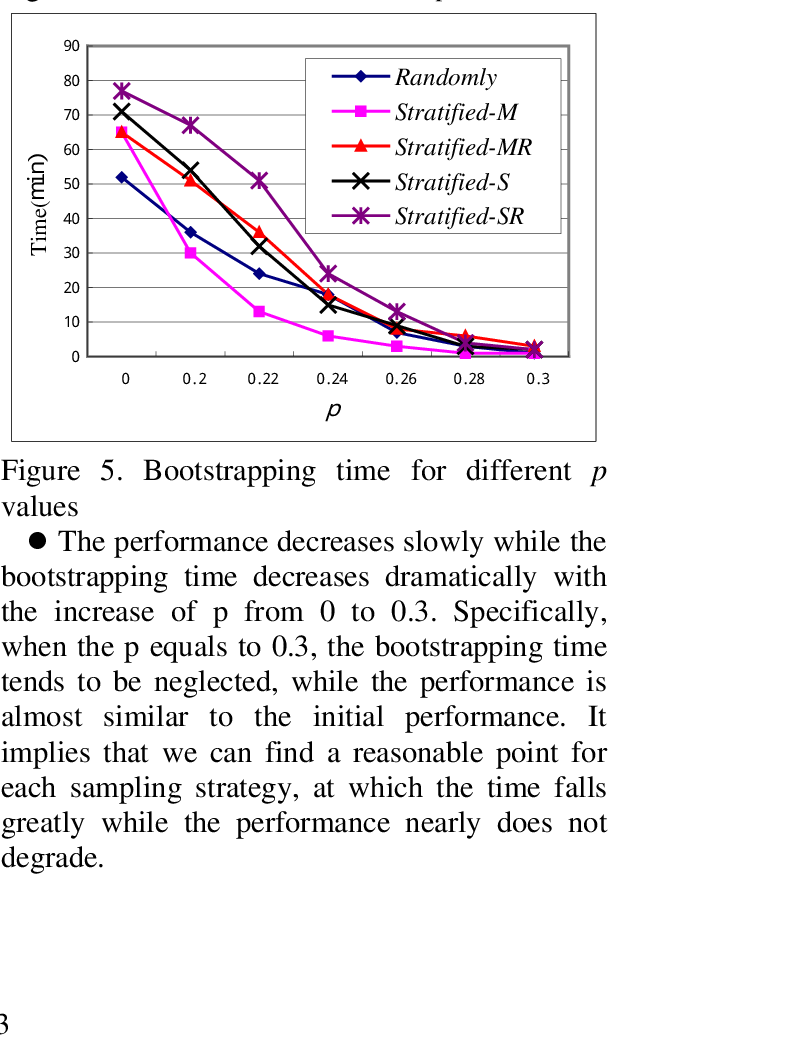 90
80
70
60
50
40
30
20
10
0
Time(min)
Randomly
Stratified-M
Stratified-MR
Stratified-S
Stratified-SR
0 0.2 0.22 0.24 0.26 0.28 0.3
p
Figure 5. Bootstrapping time for different p
values
● The performance decreases slowly while the
bootstrapping time decreases dramatically with
the increase of p from 0 to 0.3. Specifically,
when the p equals to 0.3, the bootstrapping time
tends to be neglected, while the performance is
almost similar to the initial performance. It
implies that we can find a reasonable point for
each sampling strategy, at which the time falls
greatly while the performance nearly does not
degrade.
3